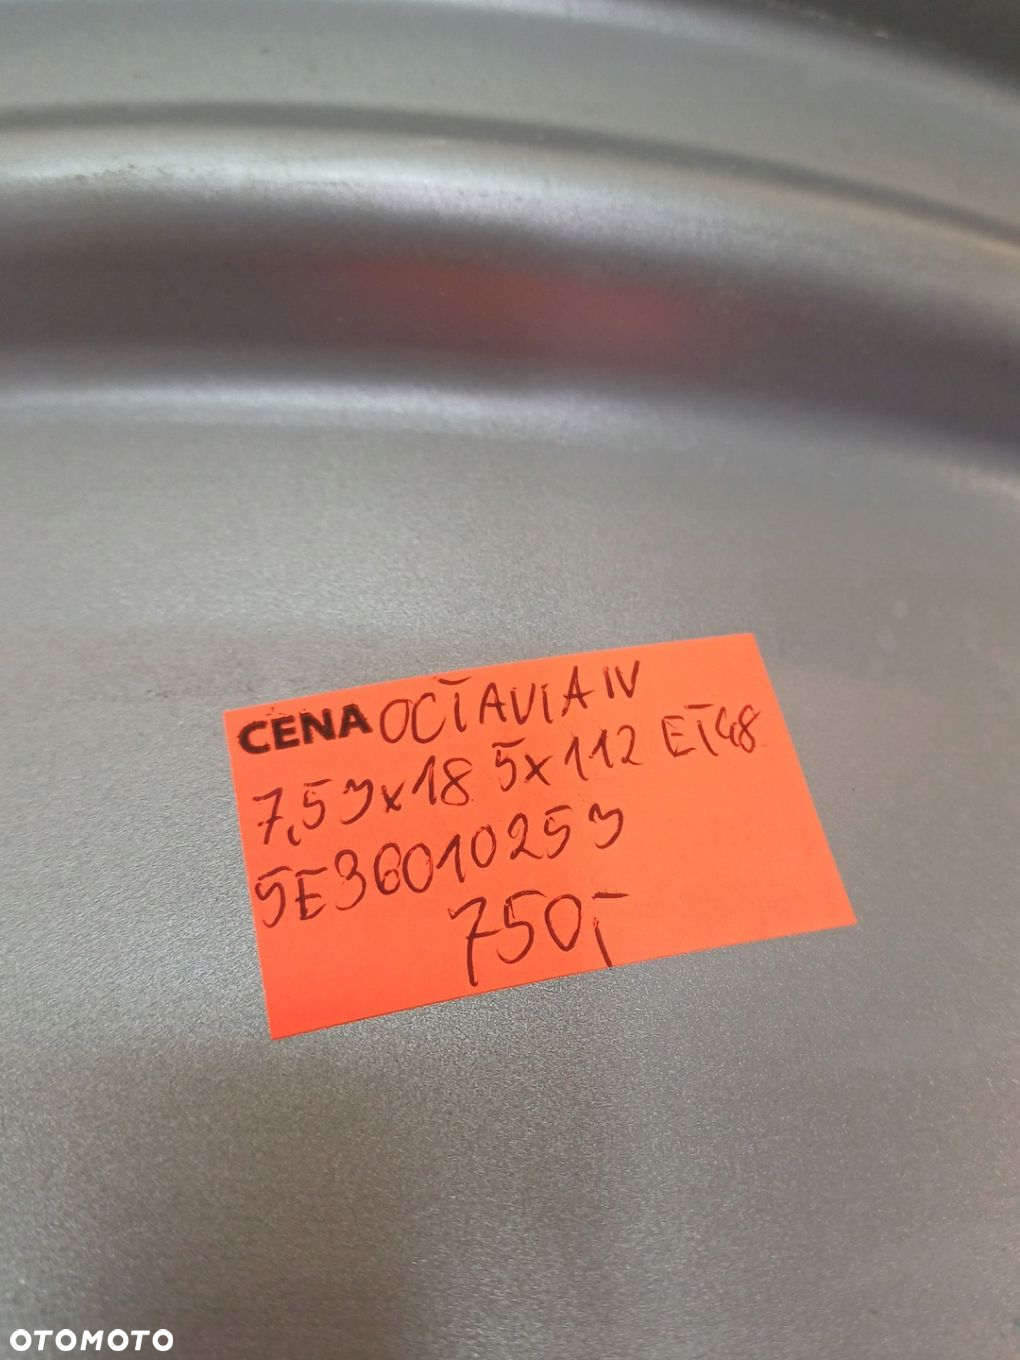 CENA OCTAVIA IV
7,5Jx18 5x112 ET48
5E3601025J
750,-
OTOMOTO